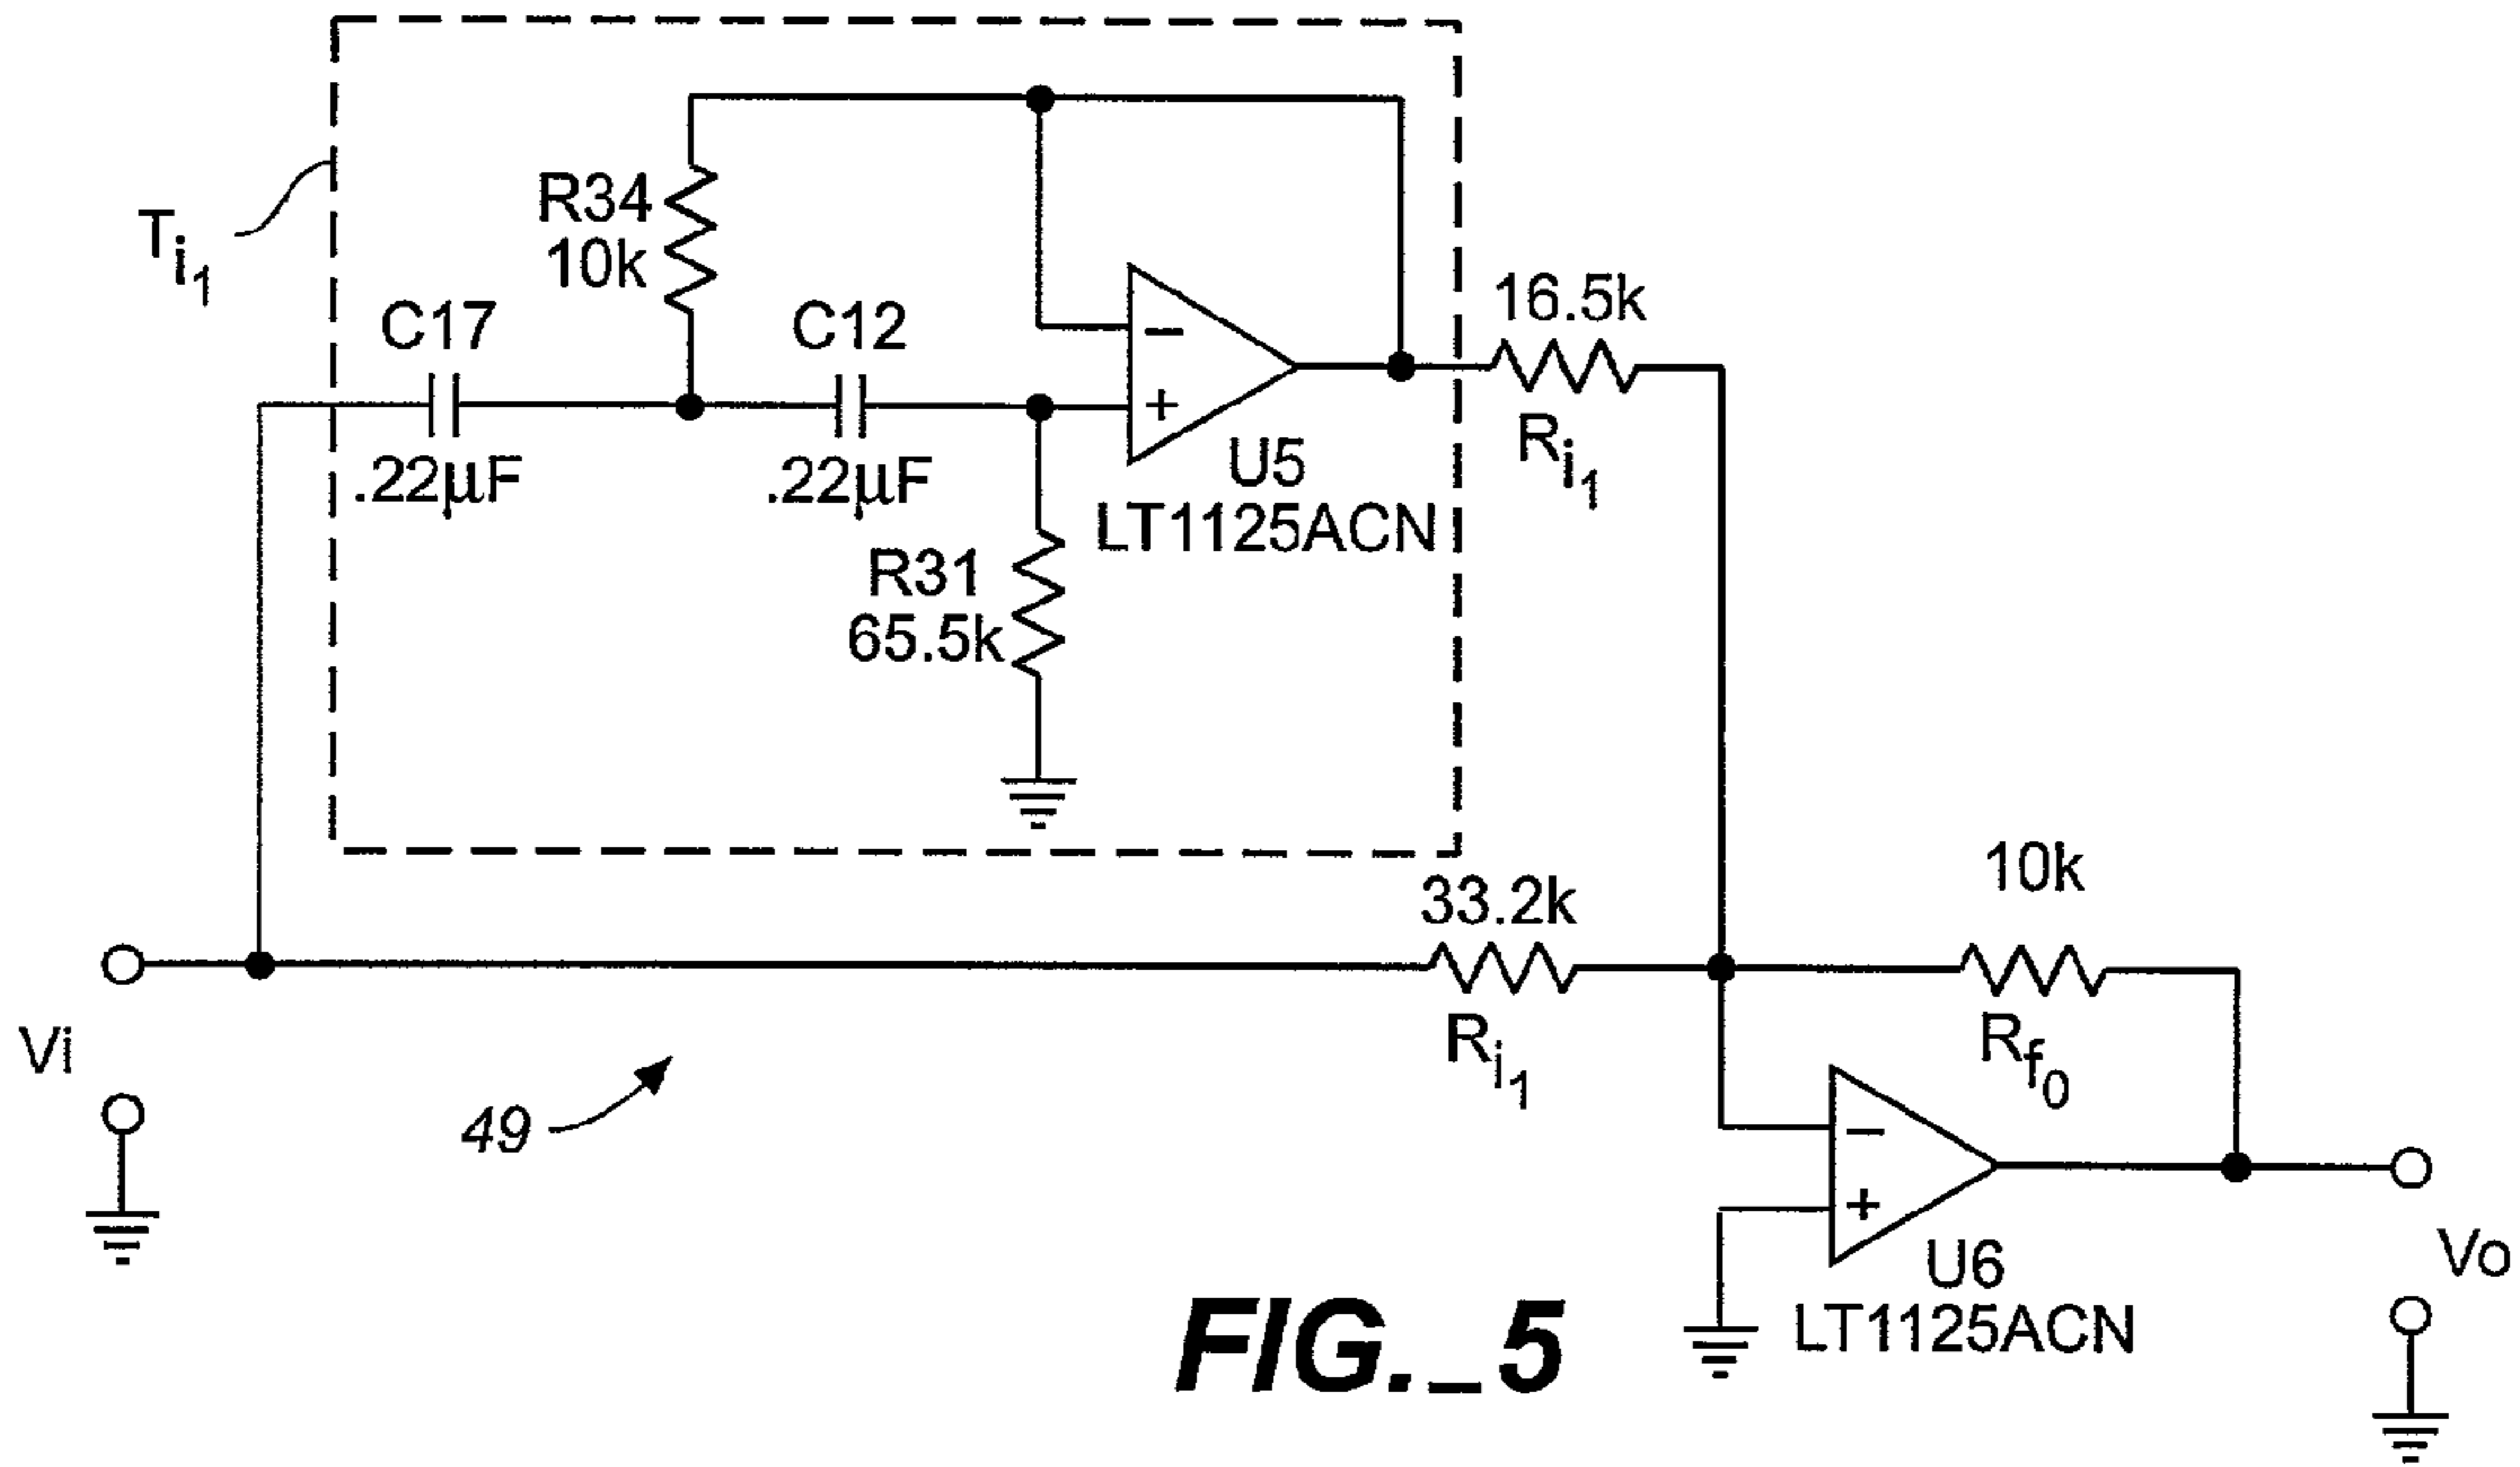 Ti1
R34
10k
C17
.22µF
C12
.22µF
−
+
U5
LT1125ACN
R31
65.5k
16.5k
Ri1
33.2k
Ri1
10k
Rf0
Vi
49
−
+
U6
LT1125ACN
Vo
FIG._5